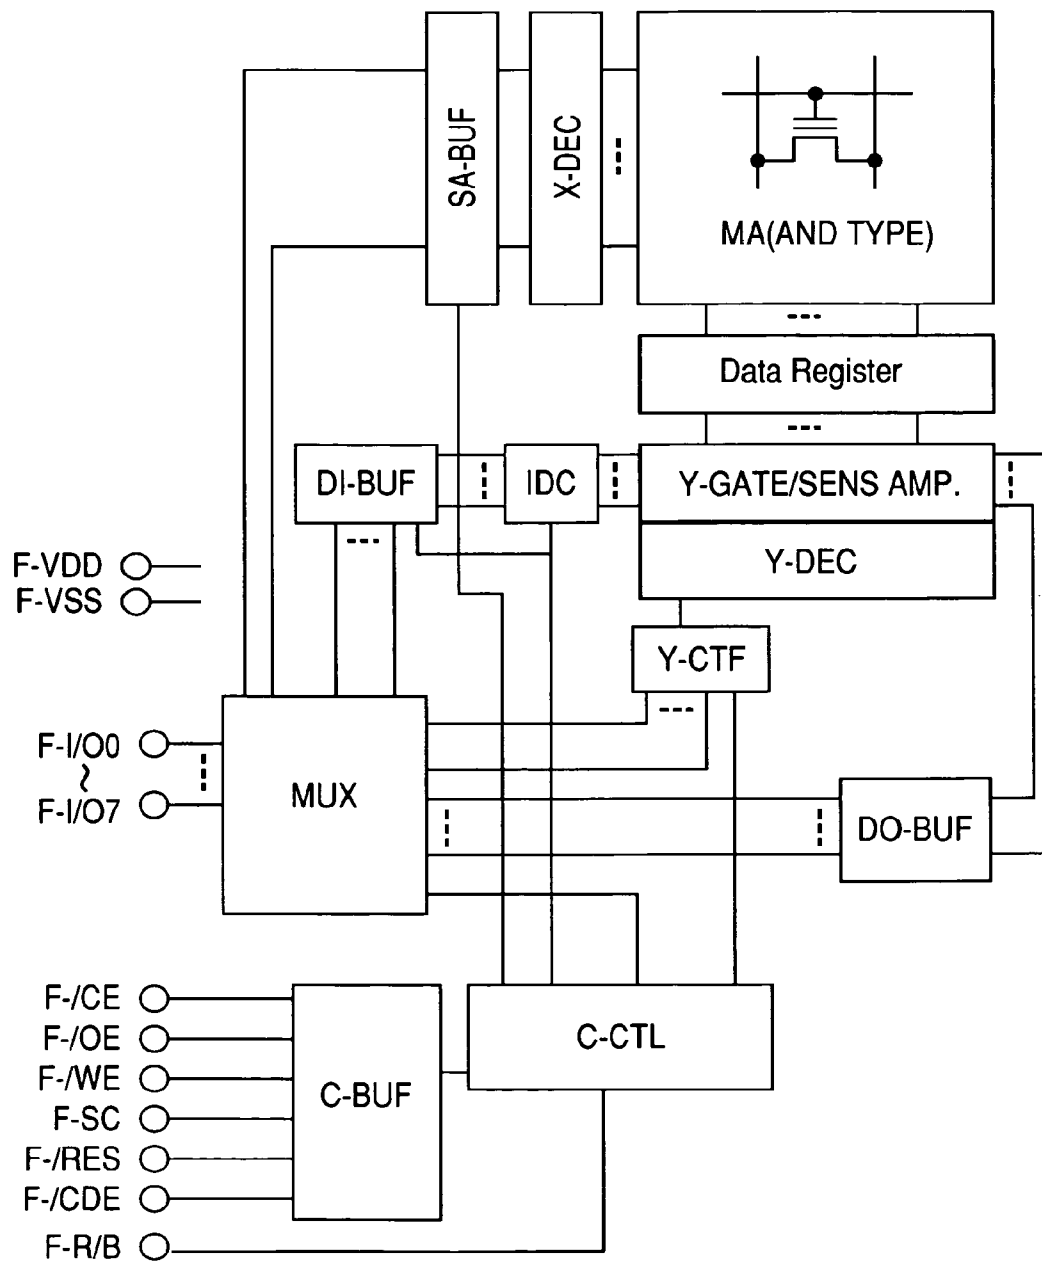 SA-BUF
X-DEC
MA(AND TYPE)
Data Register
DI-BUF
IDC
Y-GATE/SENS AMP.
Y-DEC
F-VDD
F-VSS
Y-CTF
F-I/O0
~
F-I/O7
MUX
DO-BUF
F-/CE
F-/OE
F-/WE
F-SC
F-/RES
F-/CDE
F-R/B
C-BUF
C-CTL